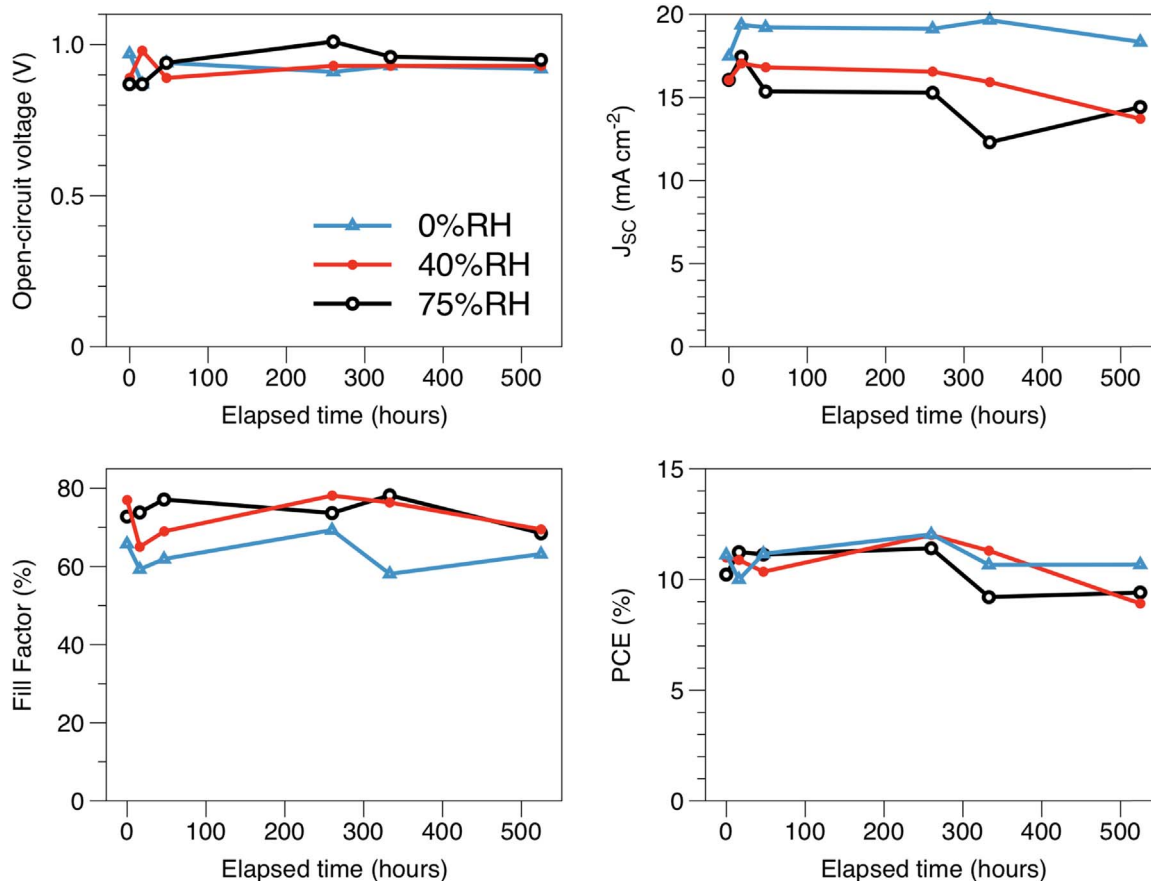 Open-circuit voltage (V)
1.0
0.5
0
0%RH
40%RH
75%RH
0 100 200 300 400 500
Elapsed time (hours)
J_SC (mA cm⁻²)
20
15
10
5
0
0 100 200 300 400 500
Elapsed time (hours)
Fill Factor (%)
80
60
40
20
0
0 100 200 300 400 500
Elapsed time (hours)
PCE (%)
15
10
5
0
0 100 200 300 400 500
Elapsed time (hours)